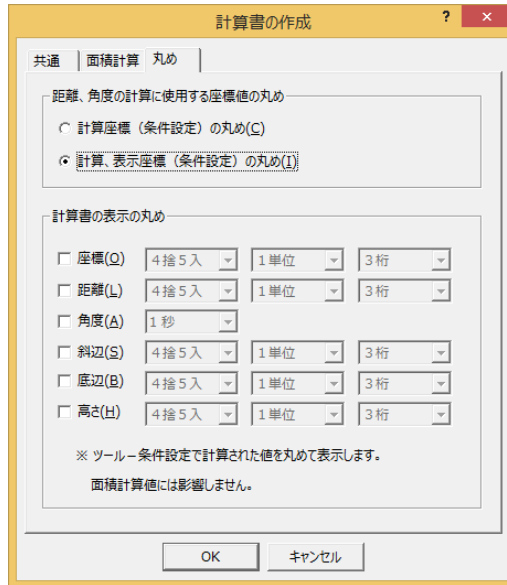 計算書の作成
? ×
共通 面積計算 丸め
距離、角度の計算に使用する座標値の丸め
計算座標（条件設定）の丸め(C)
計算、表示座標（条件設定）の丸め(I)
計算書の表示の丸め
座標(O) 4捨5入 1単位 3桁
距離(L) 4捨5入 1単位 3桁
角度(A) 1秒
斜辺(S) 4捨5入 1単位 3桁
底辺(B) 4捨5入 1単位 3桁
高さ(H) 4捨5入 1単位 3桁
※ ツール－条件設定で計算された値を丸めて表示します。
面積計算値には影響しません。
OK キャンセル